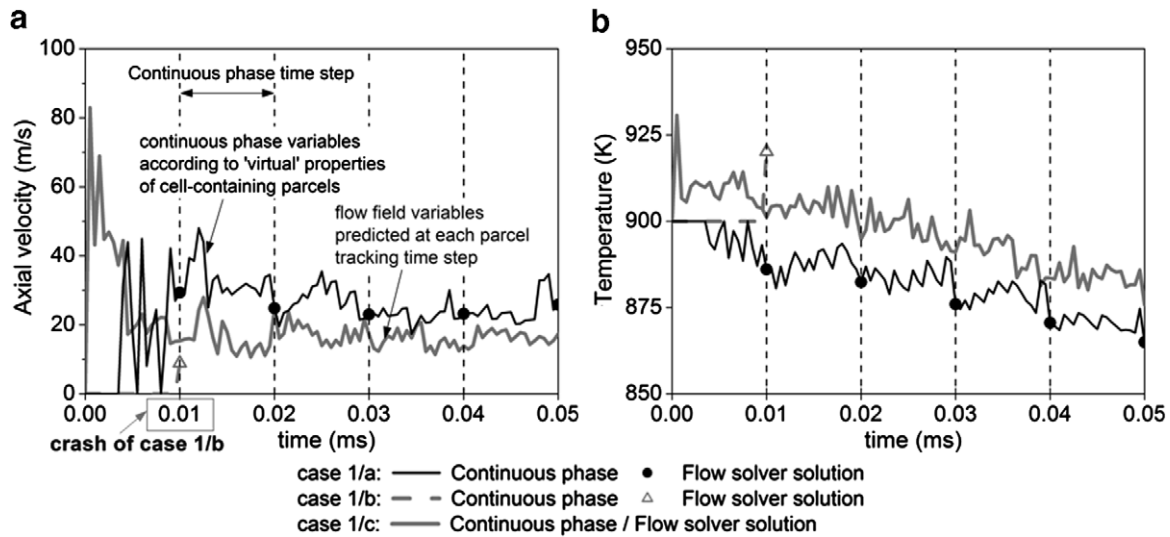 a
b
100
80
60
40
20
0
Axial velocity (m/s)
Continuous phase time step
continuous phase variables
according to 'virtual' properties
of cell-containing parcels
flow field variables
predicted at each parcel
tracking time step
0.00 0.01 0.02 0.03 0.04 0.05
time (ms)
crash of case 1/b
950
925
900
875
850
Temperature (K)
0.00 0.01 0.02 0.03 0.04 0.05
time (ms)
case 1/a: Continuous phase Flow solver solution
case 1/b: Continuous phase Flow solver solution
case 1/c: Continuous phase / Flow solver solution